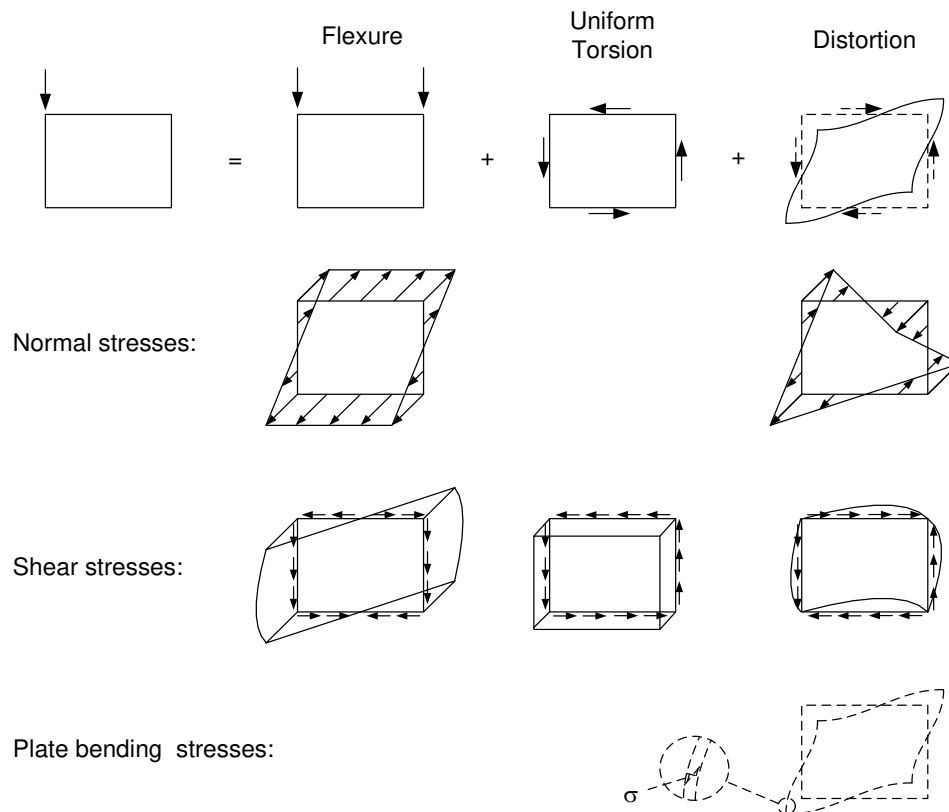 Flexure
Uniform
Torsion
Distortion
=
+
+
Normal stresses:
Shear stresses:
Plate bending stresses:
σ